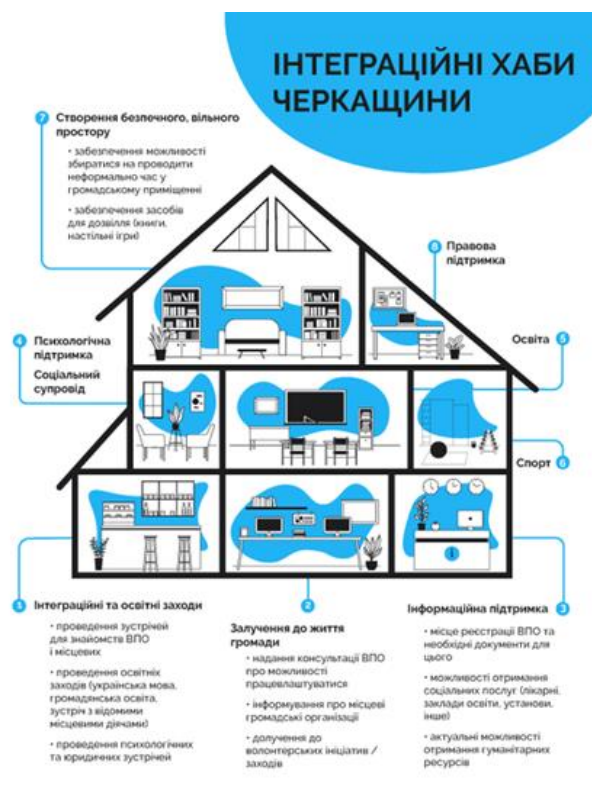 ІНТЕГРАЦІЙНІ ХАБИ
ЧЕРКАЩИНИ
7 Створення безпечного, вільного
простору
• забезпечення можливості
збиратися на проводити
неформально час у
громадському приміщенні
• забезпечення засобів
для дозвілля (книги,
настільні ігри)
8 Правова
підтримка
4 Психологічна
підтримка
Соціальний
супровід
Освіта 5
Спорт 6
1 Інтеграційні та освітні заходи
• проведення зустрічей
для знайомств ВПО
і місцевих
• проведення освітніх
заходів (українська мова,
громадянська освіта,
зустріч з відомими
місцевими діячами)
• проведення психологічних
та юридичних зустрічей
2
Залучення до життя
громади
• надання консультації ВПО
про можливості
працевлаштуватися
• інформування про місцеві
громадські організації
• долучення до
волонтерських ініціатив /
заходів
Інформаційна підтримка 3
• місце реєстрації ВПО та
необхідні документи для
цього
• можливості отримання
соціальних послуг (лікарні,
заклади освіти, установи,
інше)
• актуальні можливості
отримання гуманітарних
ресурсів